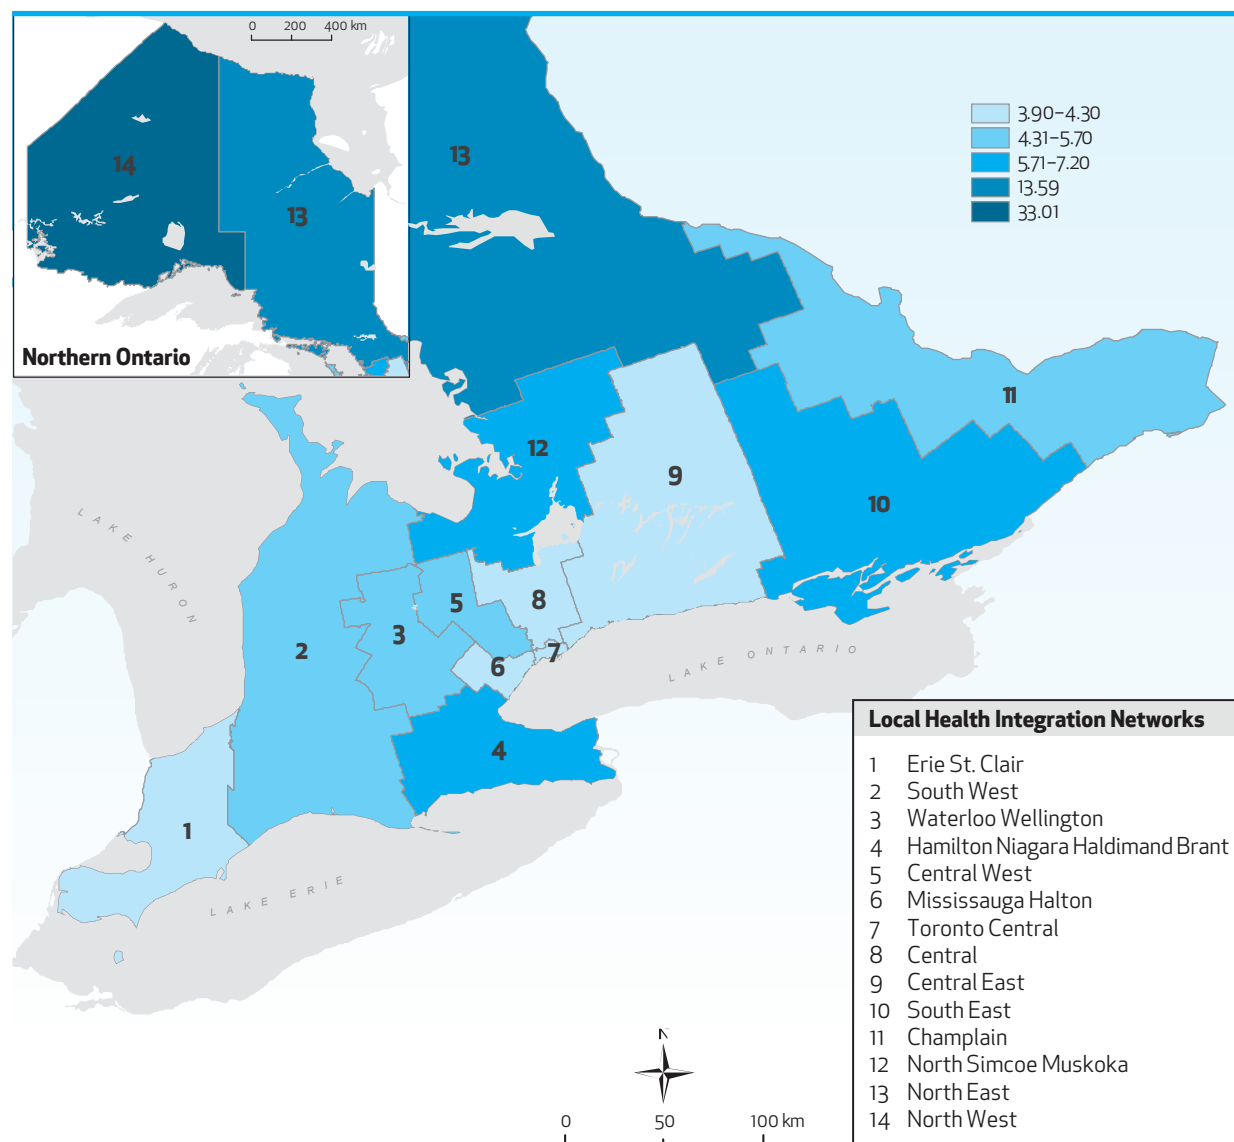 0 200 400 km
14
13
Northern Ontario
13
3.90–4.30
4.31–5.70
5.71–7.20
13.59
33.01
11
12
9
10
LAKE HURON
5
8
3
2
7
6
LAKE ONTARIO
4
1
LAKE ERIE
Local Health Integration Networks
1 Erie St. Clair
2 South West
3 Waterloo Wellington
4 Hamilton Niagara Haldimand Brant
5 Central West
6 Mississauga Halton
7 Toronto Central
8 Central
9 Central East
10 South East
11 Champlain
12 North Simcoe Muskoka
13 North East
14 North West
N
0 50 100 km